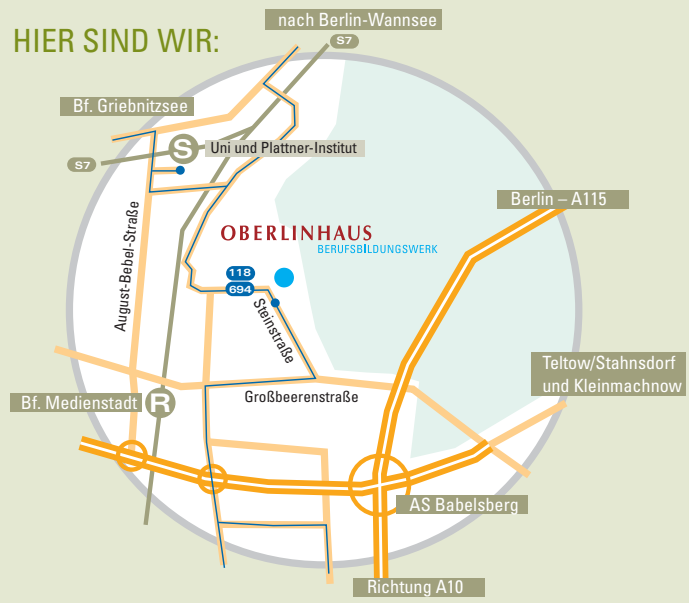 HIER SIND WIR:
nach Berlin-Wannsee
S7
Bf. Griebnitzsee
S
Uni und Plattner-Institut
S7
Berlin – A115
August-Bebel-Straße
OBERLINHAUS
BERUFSBILDUNGSWERK
118
694
Steinstraße
Teltow/Stahnsdorf
und Kleinmachnow
Bf. Medienstadt
R
Großbeerenstraße
AS Babelsberg
Richtung A10